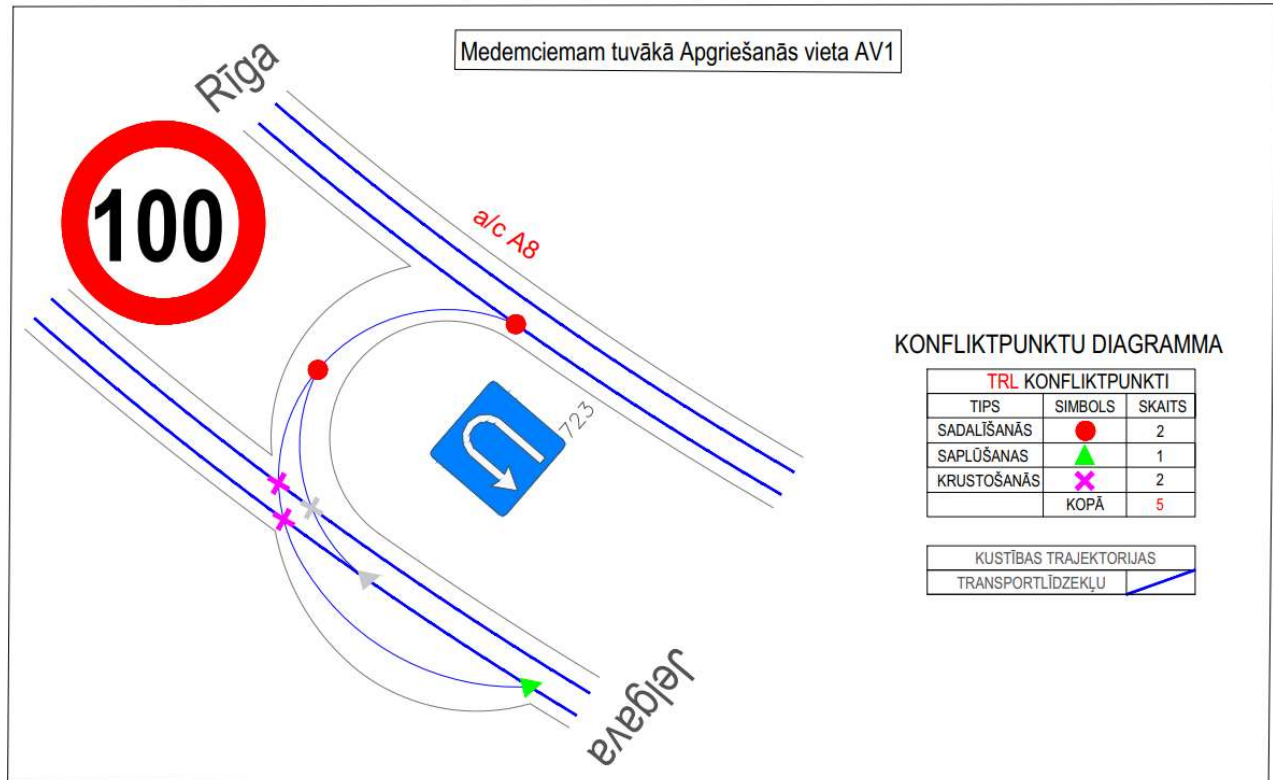 Medemciemam tuvākā Apgriešanās vieta AV1
Rīga
100
a/c A8
723
Jelgava
KONFLIKTPUNKTU DIAGRAMMA
TRL KONFLIKTPUNKTI
TIPS SIMBOLS SKAITS
SADALĪŠANĀS 2
SAPLŪŠANAS 1
KRUSTOŠANĀS 2
KOPĀ 5
KUSTĪBAS TRAJEKTORIJAS
TRANSPORTLĪDZEKĻU